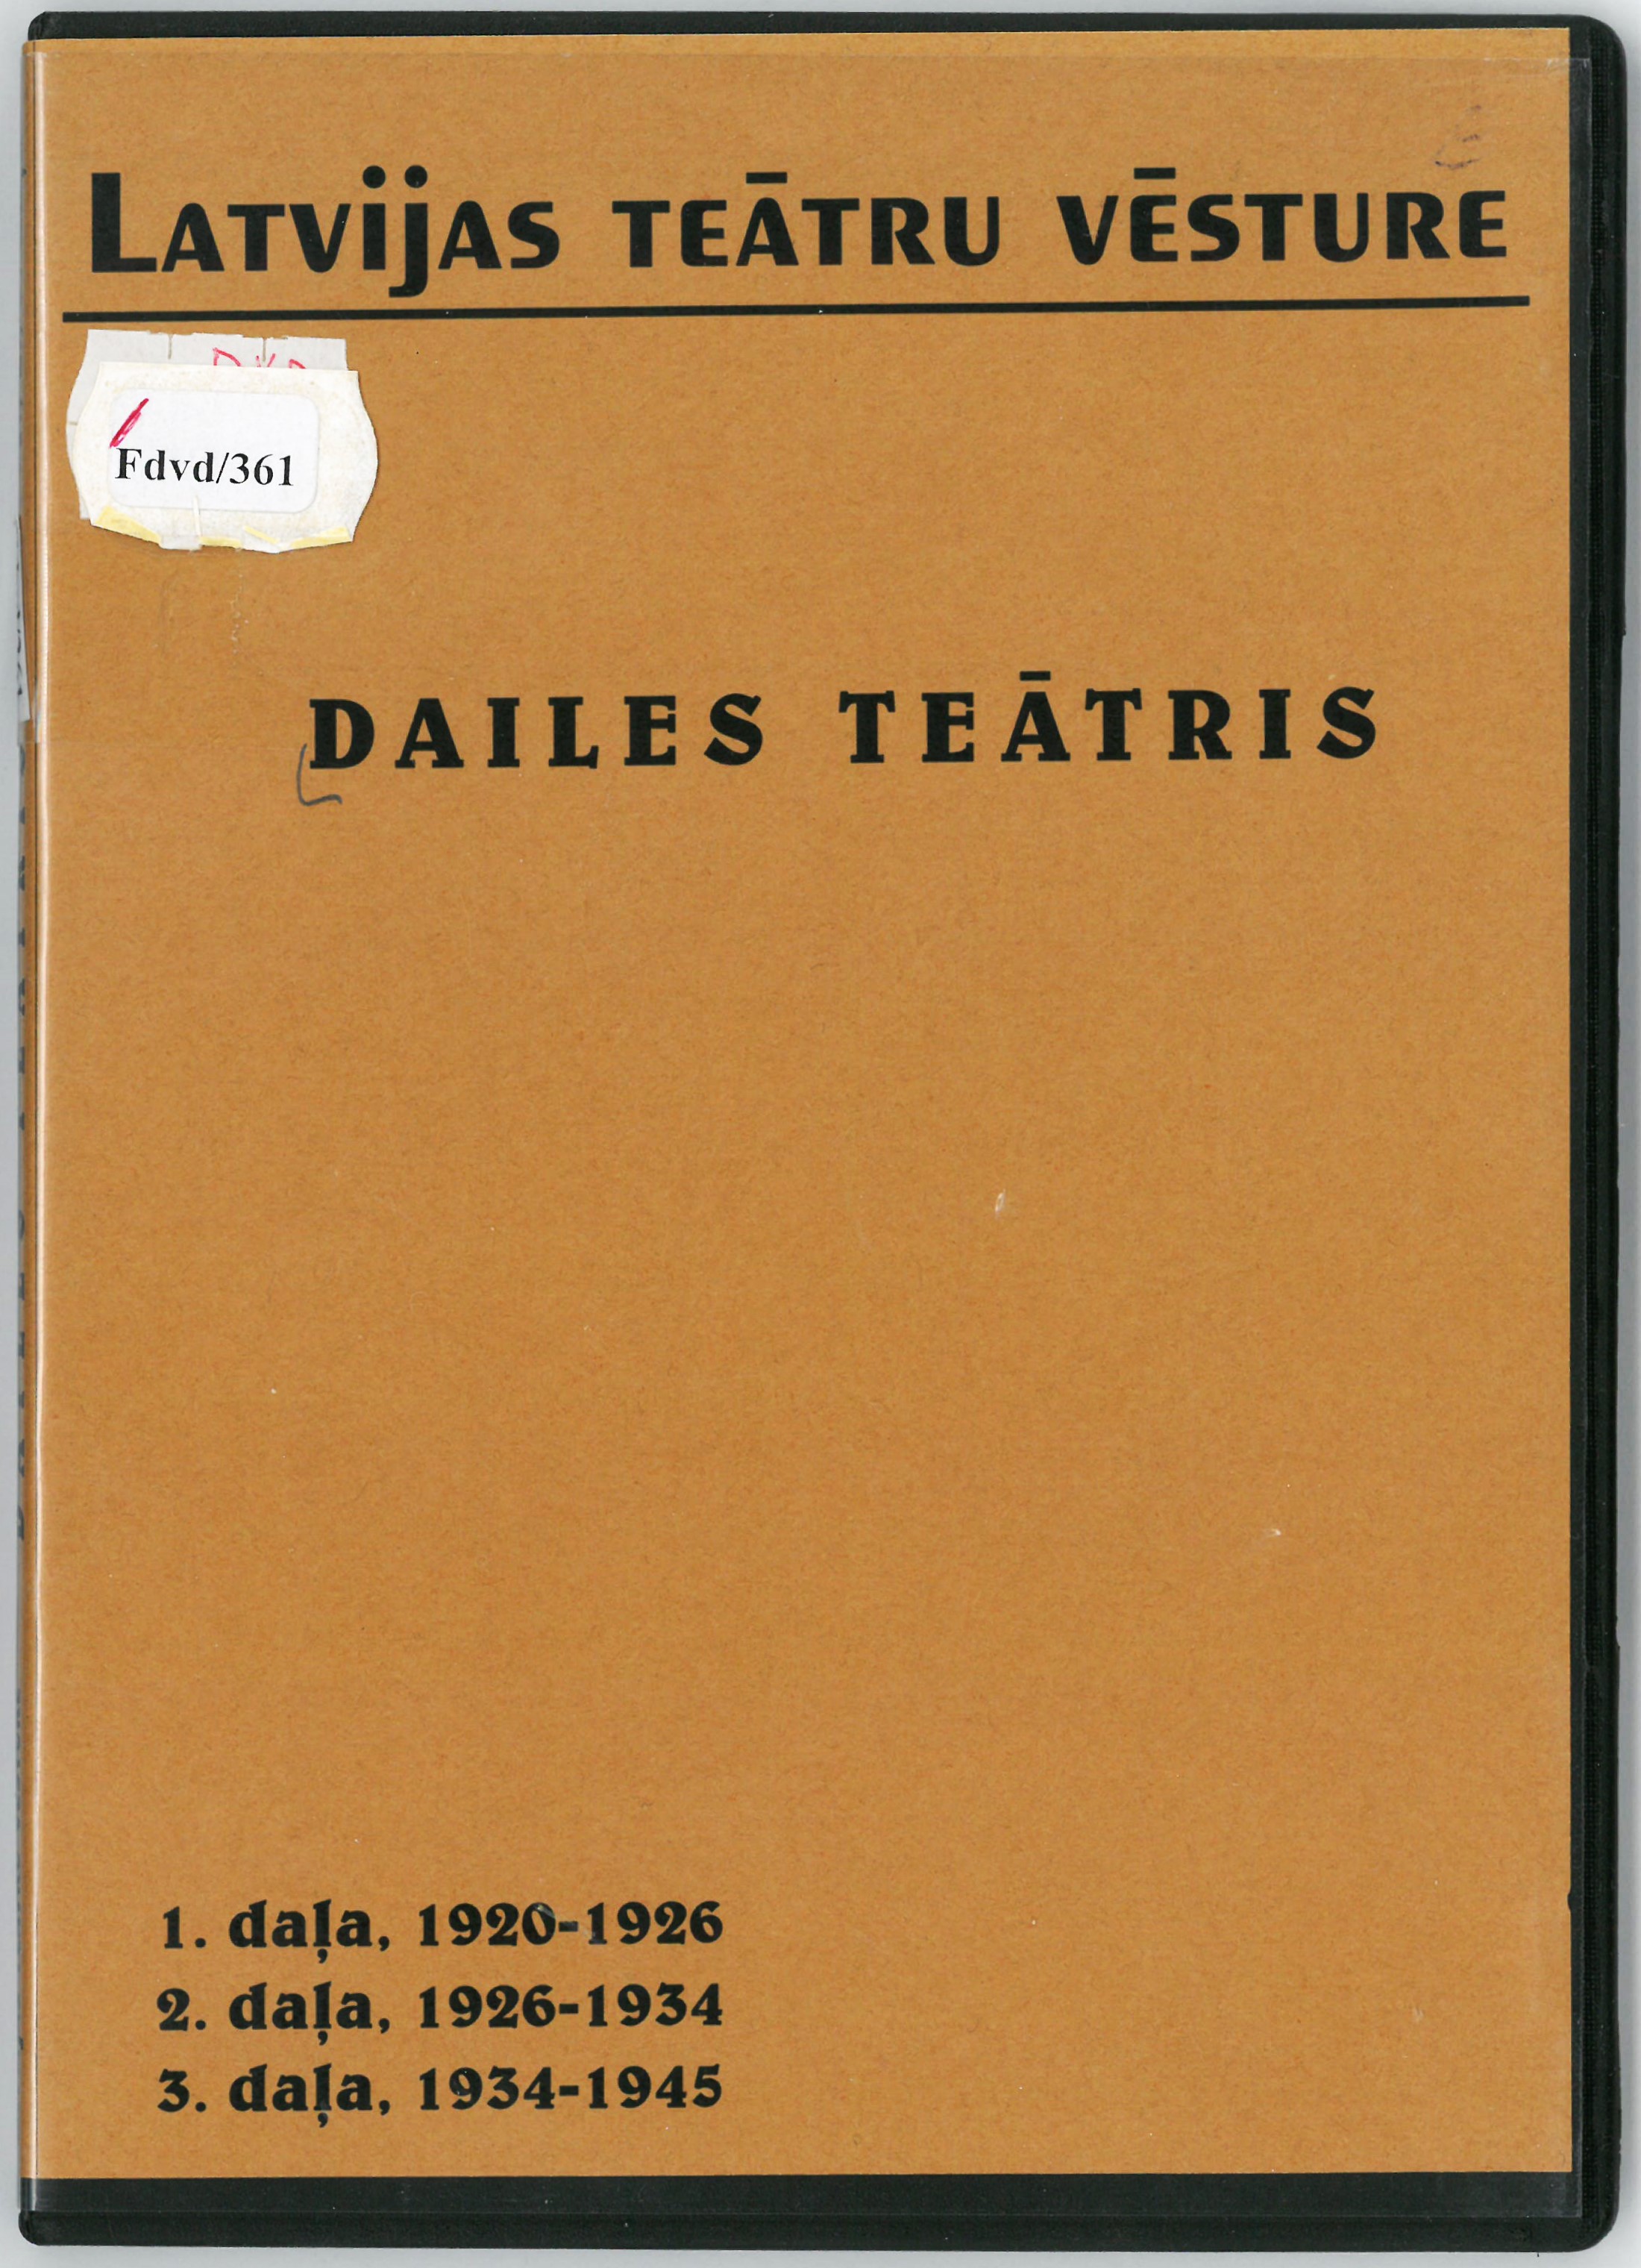 Latvijas teātru vēsture
Fdvd/361
DAILES TEĀTRIS
1. daļa, 1920-1926
2. daļa, 1926-1934
3. daļa, 1934-1945